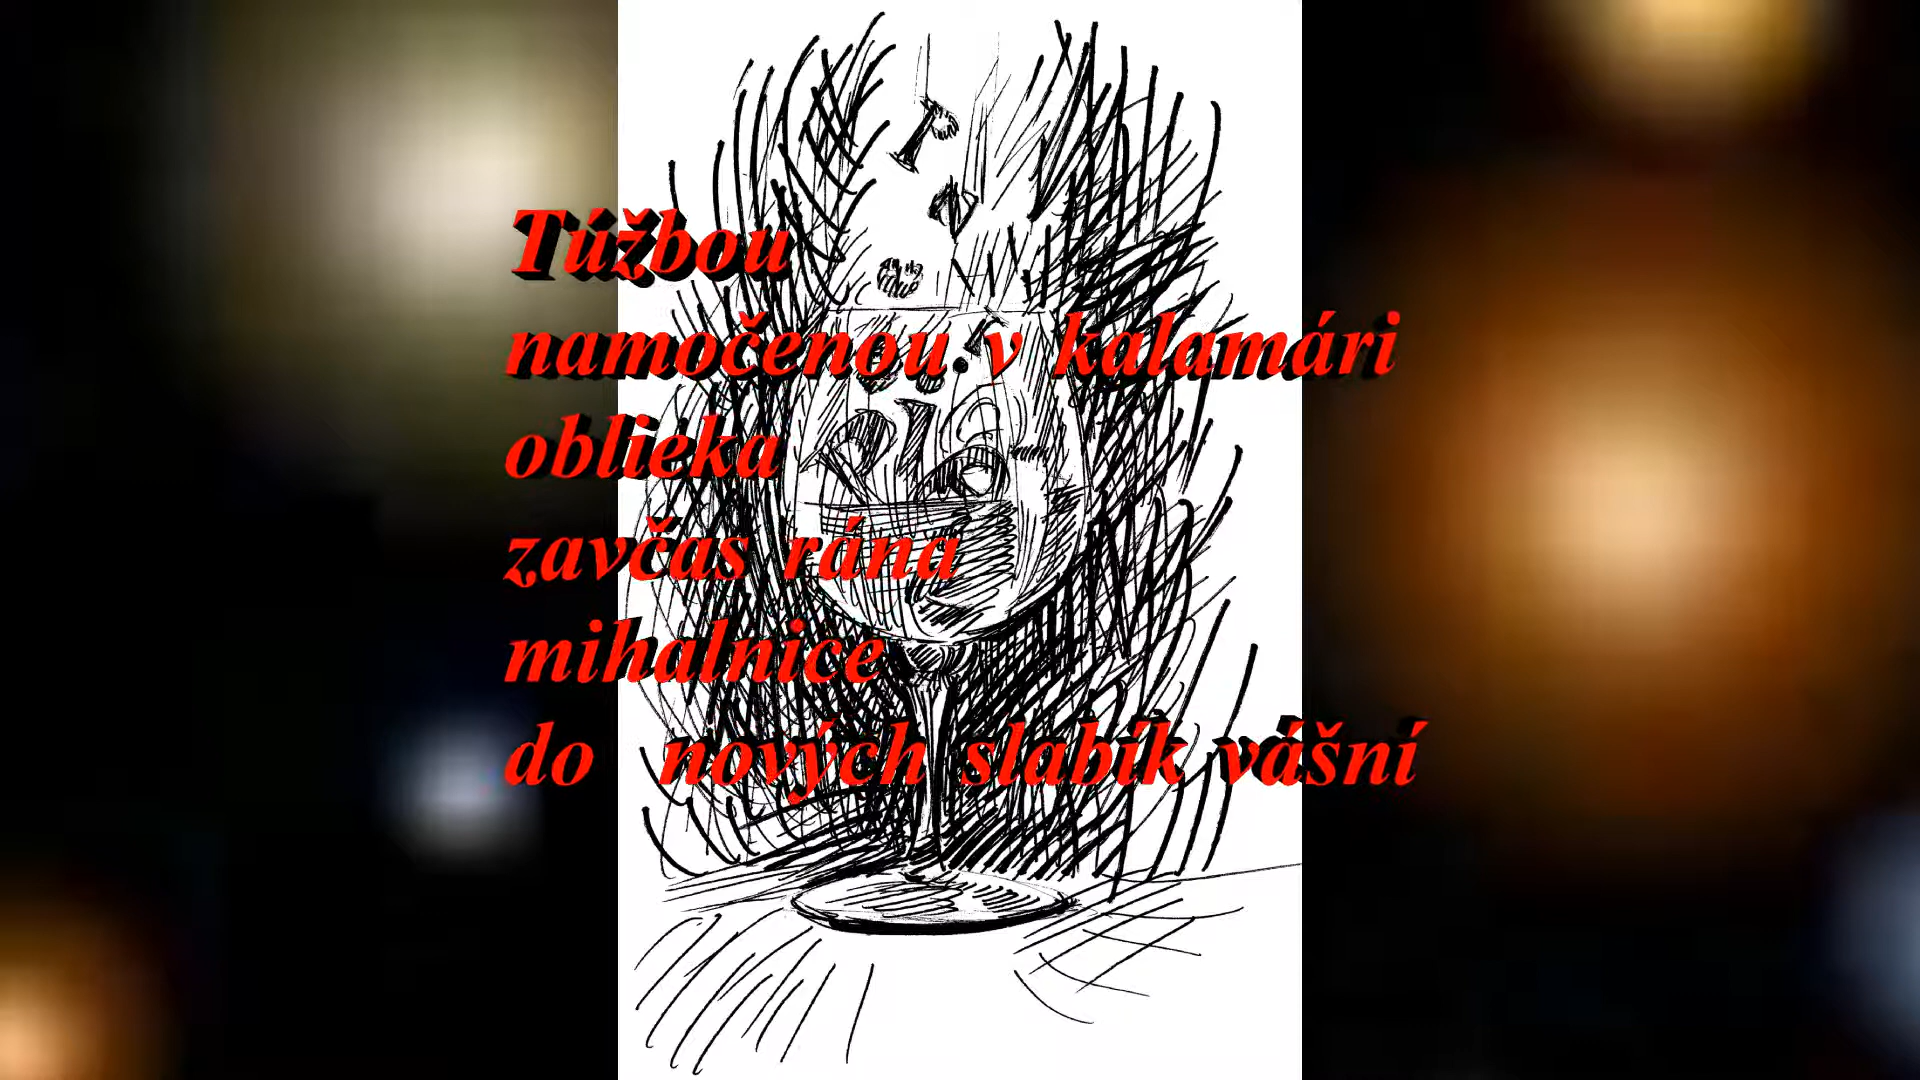 Túžbou
namočenou v kalamári
oblieka
zavčas rána
mihalnice
do nových slabík vášní